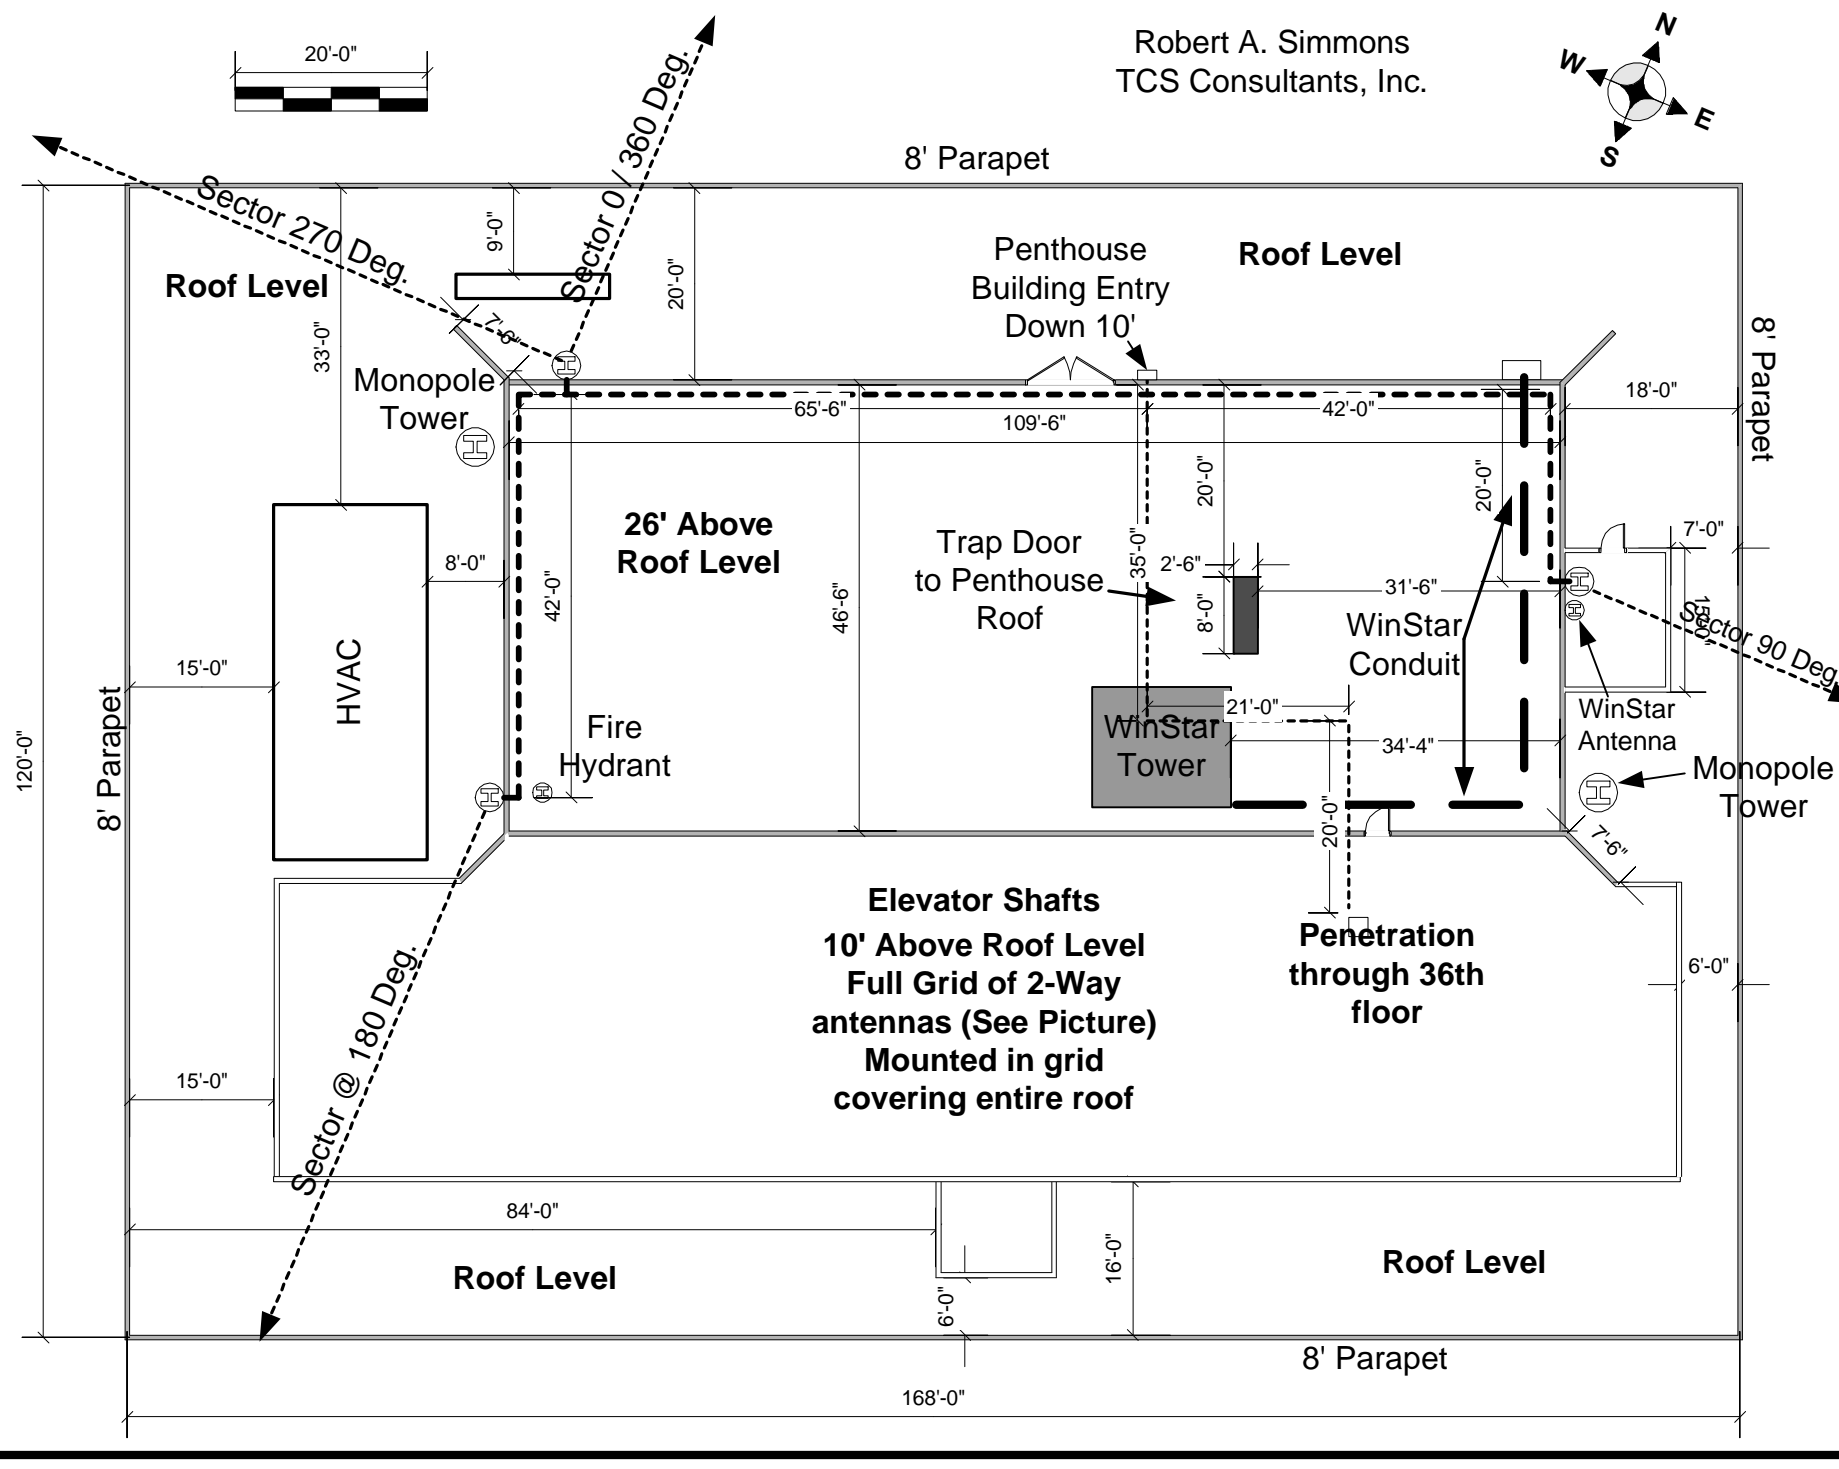 Robert A. Simmons
TCS Consultants, Inc.
N
W
E
S
20'-0"
8' Parapet
Sector 270 Deg.
Sector 0 / 360 Deg.
Roof Level
33'-0"
9'-0"
20'-0"
7'-6"
Penthouse
Building Entry
Down 10'
Roof Level
8' Parapet
Monopole
Tower
65'-6"
42'-0"
109'-6"
18'-0"
26' Above
Roof Level
8'-0"
42'-0"
46'-6"
35'-0"
20'-0"
20'-0"
Trap Door
to Penthouse
Roof
2'-6"
8'-0"
31'-6"
7'-0"
15'-0"
Sector 90 Deg.
WinStar
Conduit
HVAC
15'-0"
8' Parapet
120'-0"
Fire
Hydrant
WinStar
Tower
21'-0"
34'-4"
20'-0"
WinStar
Antenna
Monopole
Tower
7'-6"
Elevator Shafts
10' Above Roof Level
Full Grid of 2-Way
antennas (See Picture)
Mounted in grid
covering entire roof
Penetration
through 36th
floor
6'-0"
Sector @ 180 Deg.
15'-0"
84'-0"
Roof Level
6'-0"
16'-0"
Roof Level
8' Parapet
168'-0"